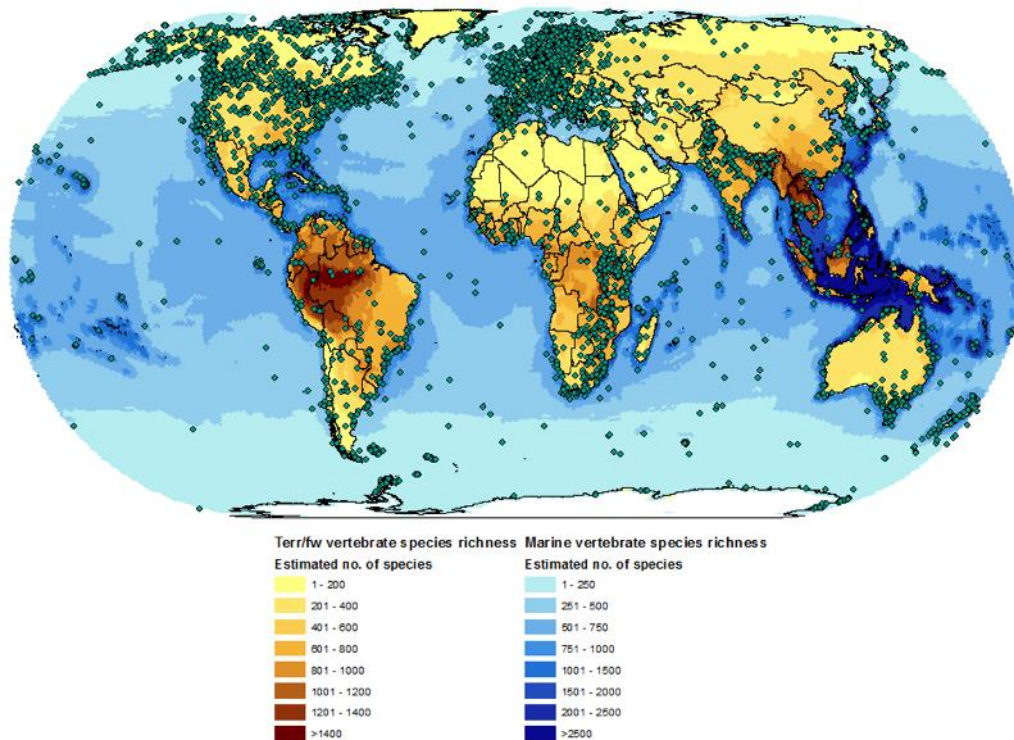 Terr/fw vertebrate species richness
Estimated no. of species
1 - 200
201 - 400
401 - 600
601 - 800
801 - 1000
1001 - 1200
1201 - 1400
>1400
Marine vertebrate species richness
Estimated no. of species
1 - 250
251 - 500
501 - 750
751 - 1000
1001 - 1500
1501 - 2000
2001 - 2500
>2500